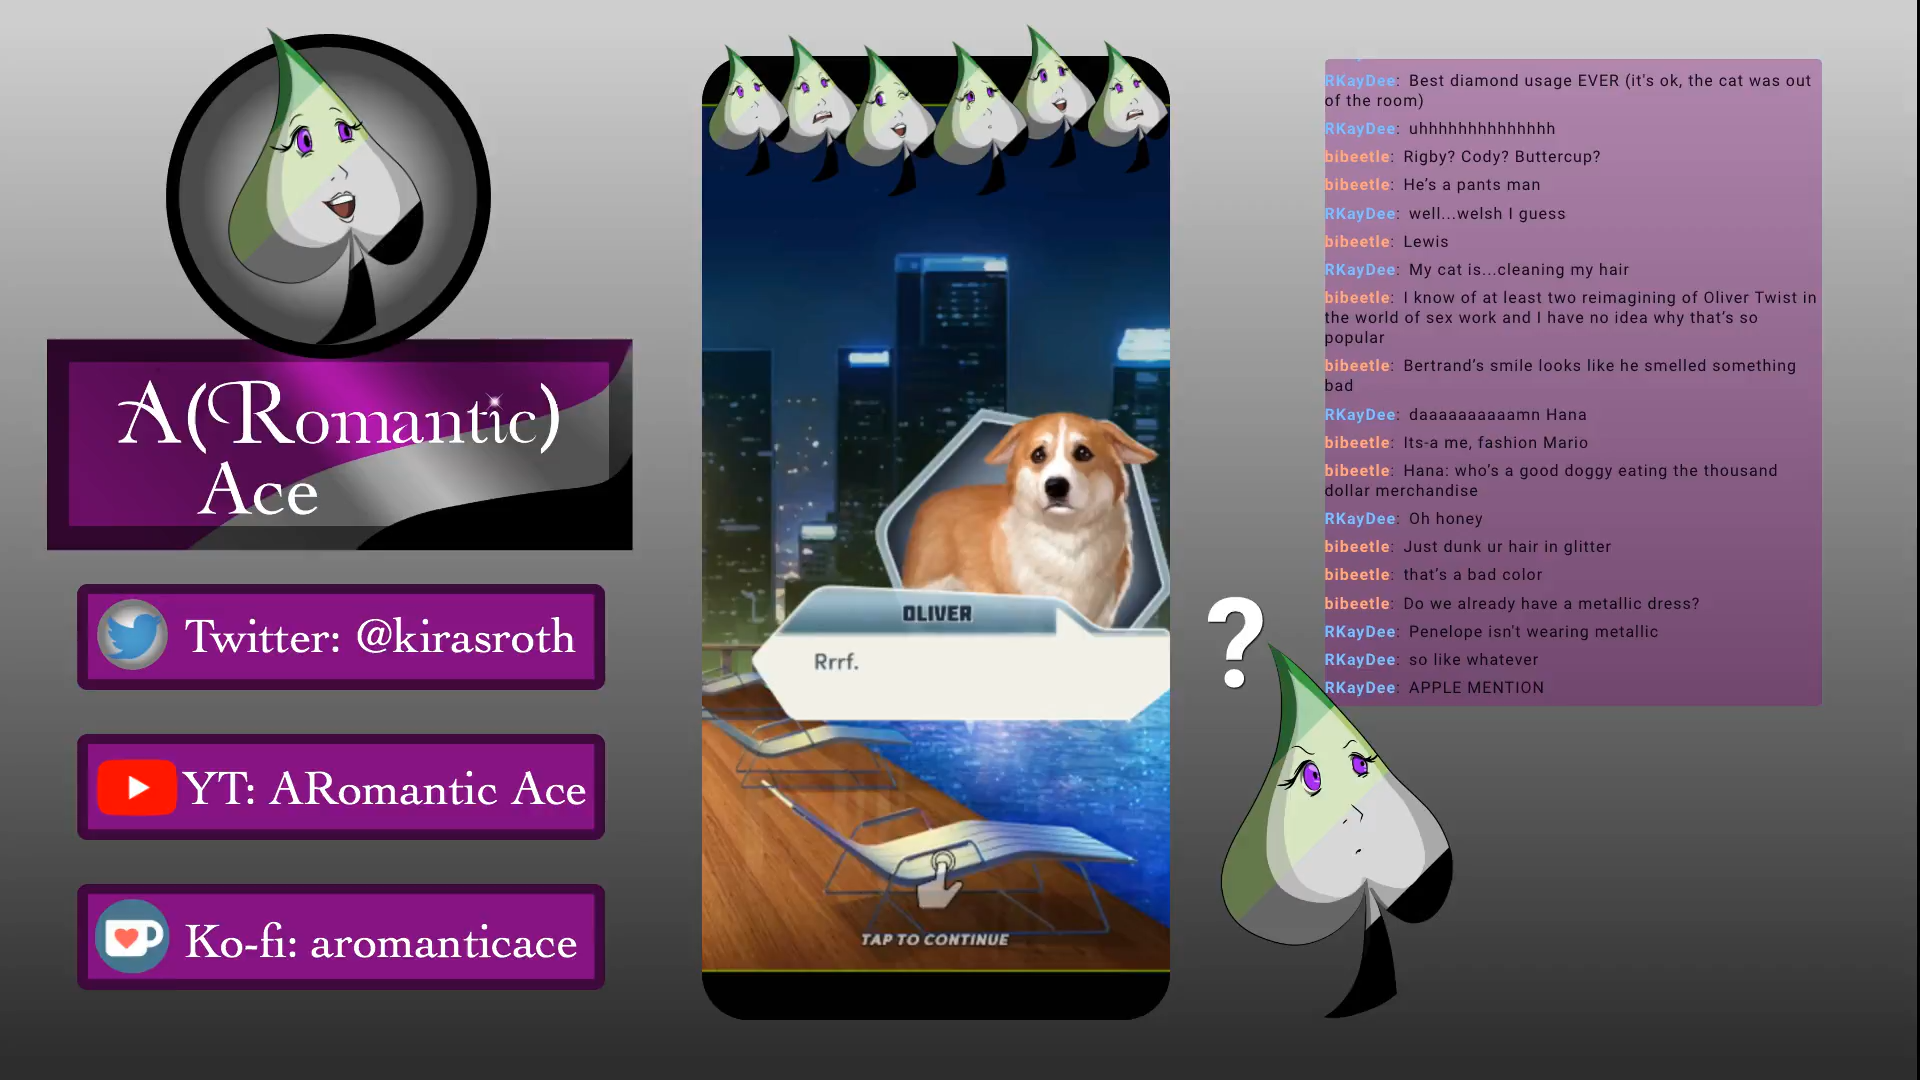 A(Romantic)
Ace
Twitter: @kirasroth
YT: ARomantic Ace
Ko-fi: aromanticace
OLIVER
Rrrf.
TAP TO CONTINUE
?
RKayDee: Best diamond usage EVER (it's ok, the cat was out
of the room)
RKayDee: uhhhhhhhhhhhhhh
bibeetle: Rigby? Cody? Buttercup?
bibeetle: He’s a pants man
RKayDee: well...welsh I guess
bibeetle: Lewis
RKayDee: My cat is...cleaning my hair
bibeetle: I know of at least two reimagining of Oliver Twist in
the world of sex work and I have no idea why that’s so
popular
bibeetle: Bertrand’s smile looks like he smelled something
bad
RKayDee: daaaaaaaaaamn Hana
bibeetle: Its-a me, fashion Mario
bibeetle: Hana: who’s a good doggy eating the thousand
dollar merchandise
RKayDee: Oh honey
bibeetle: Just dunk ur hair in glitter
bibeetle: that’s a bad color
bibeetle: Do we already have a metallic dress?
RKayDee: Penelope isn't wearing metallic
RKayDee: so like whatever
RKayDee: APPLE MENTION